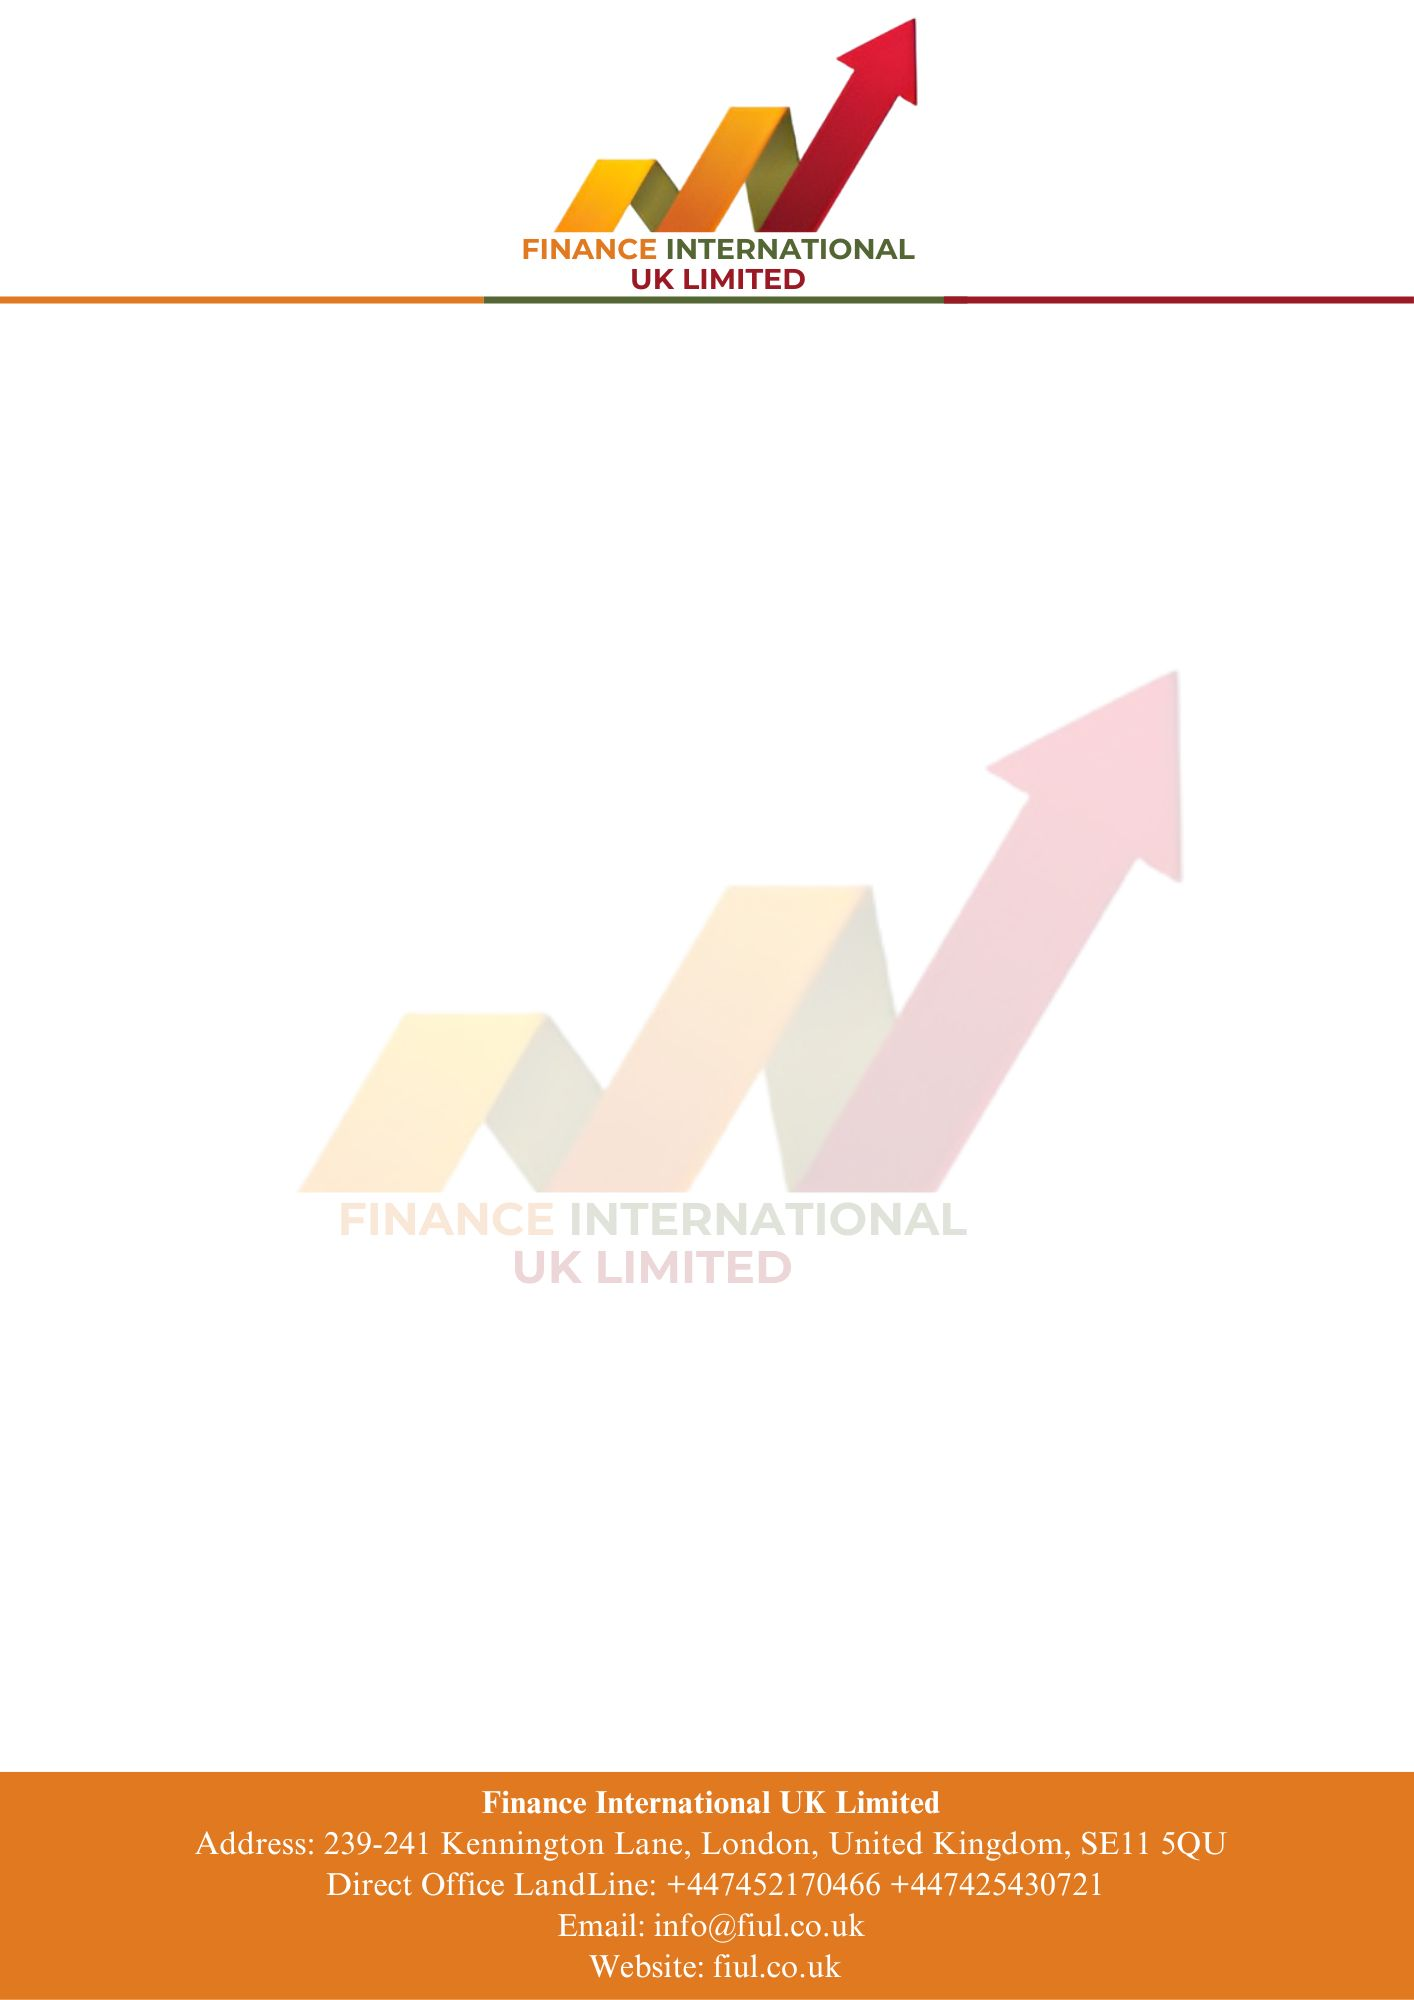 FINANCE INTERNATIONAL
UK LIMITED
FINANCE INTERNATIONAL
UK LIMITED
Finance International UK Limited
Address: 239-241 Kennington Lane, London, United Kingdom, SE11 5QU
Direct Office LandLine: +447452170466 +447425430721
Email: info@fiul.co.uk
Website: fiul.co.uk